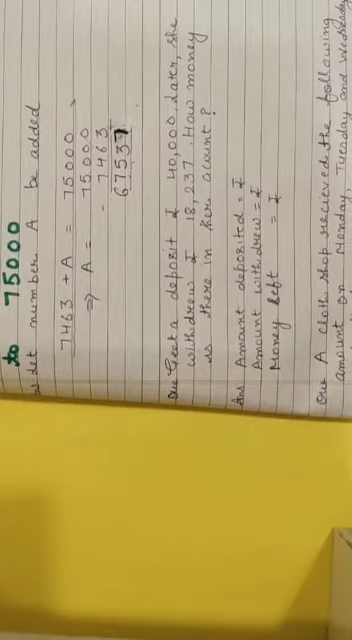 to 75000
let number A be added
7463 + A = 75000
⇒ A = 75000
- 7463
67537
Que Geeta deposit ₹ 40,000. Later, she
withdrew ₹ 18,237. How money
is there in her acount ?
Ans Amount deposited = ₹
Amount withdrew = ₹
Money left = ₹
Que A cloth shop recieved the following
amount on Monday, Tuesday and Wednesday